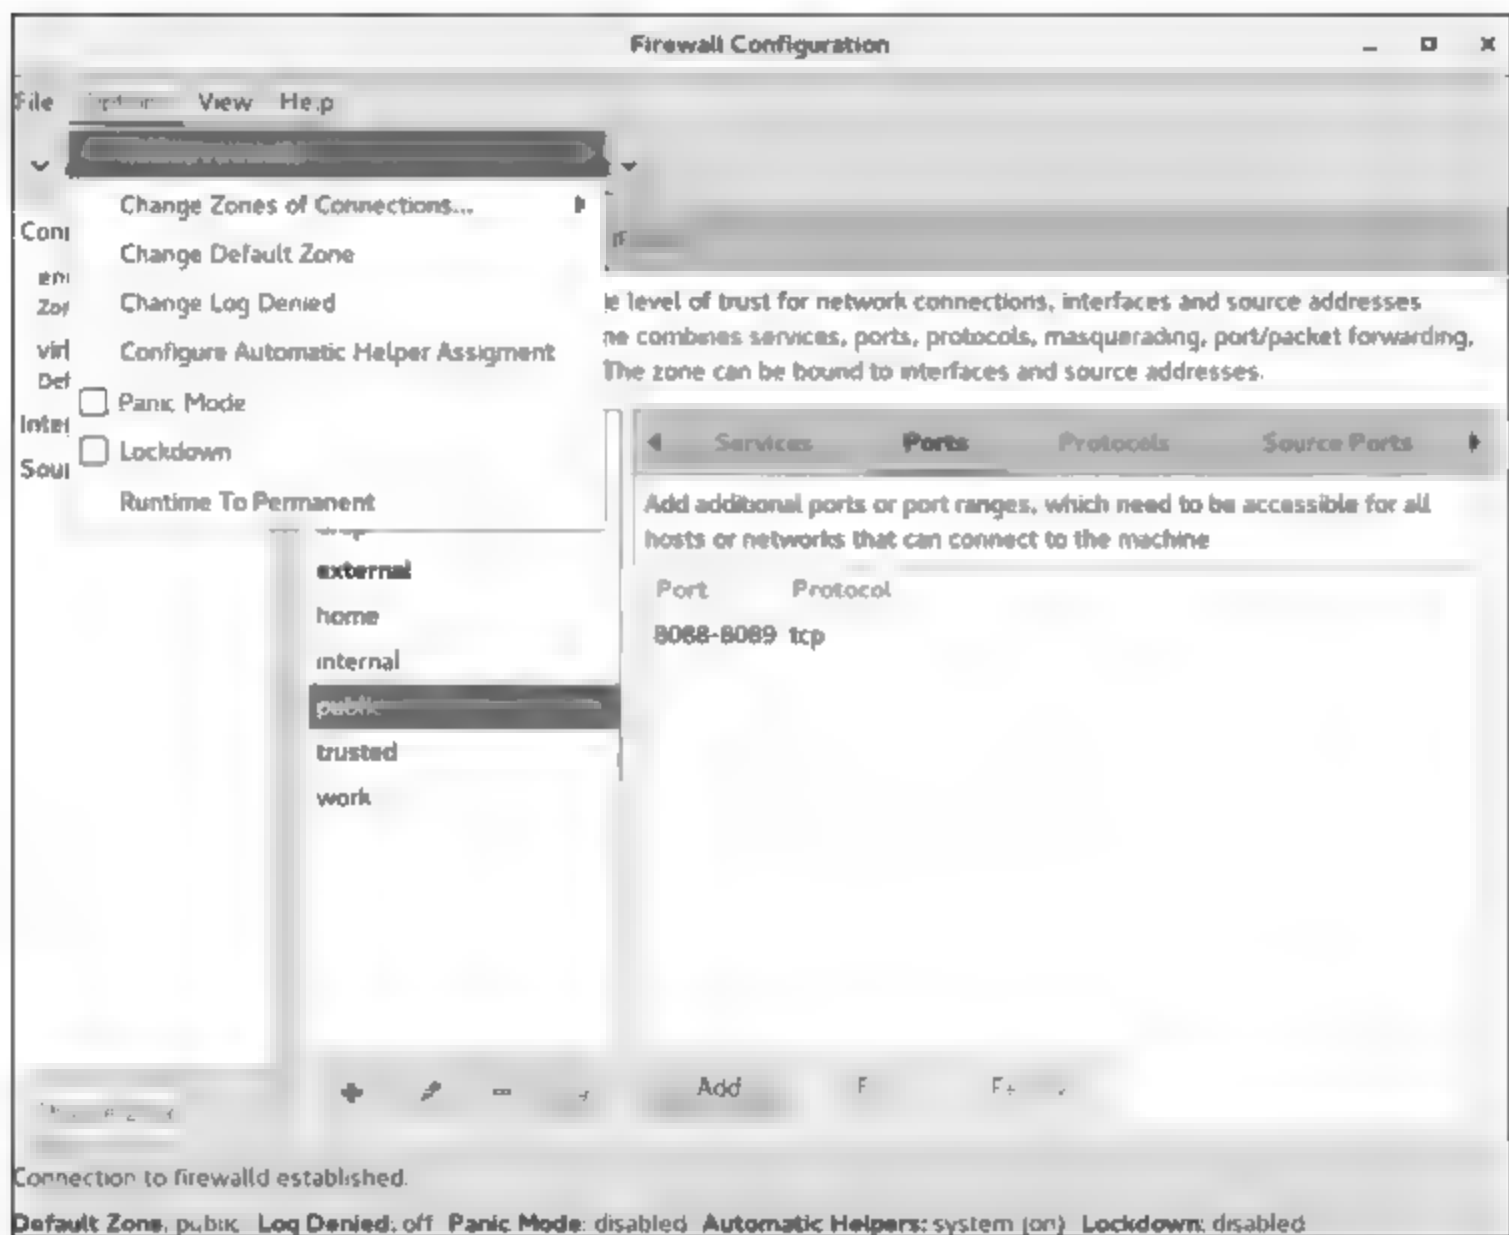 Firewall Configuration
File View Help
Change Zones of Connections...
Change Default Zone
Change Log Denied
Configure Automatic Helper Assigment
Panic Mode
Lockdown
Runtime To Permanent
level of trust for network connections, interfaces and source addresses
combines services, ports, protocols, masquerading, port/packet forwarding,
The zone can be bound to interfaces and source addresses.
Services Ports Protocols Source Ports
Add additional ports or port ranges, which need to be accessible for all
hosts or networks that can connect to the machine
Port Protocol
8088-8089 tcp
external
home
internal
public
trusted
work
Add
Connection to firewalld established.
Default Zone: public Log Denied: off Panic Mode: disabled Automatic Helpers: system (on) Lockdown: disabled